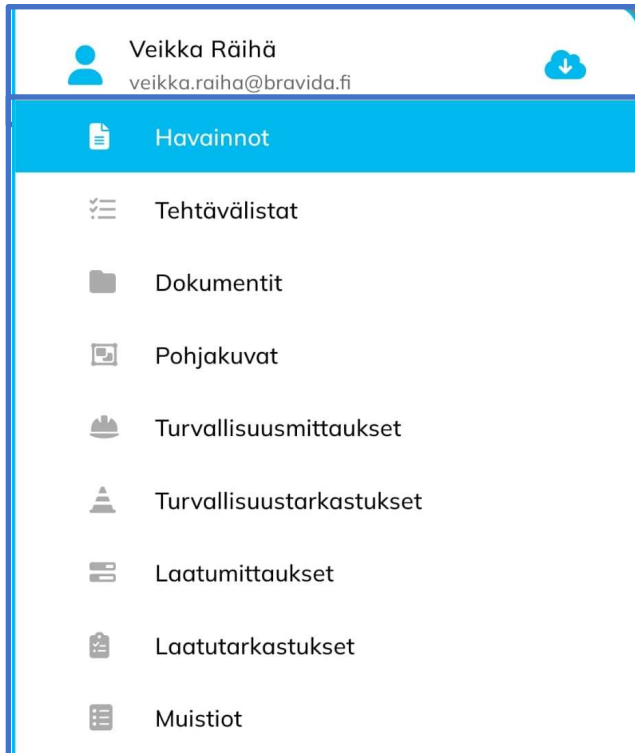 Veikka Räihä
veikka.raiha@bravida.fi
Havainnot
Tehtävälistat
Dokumentit
Pohjakuvat
Turvallisuusmittaukset
Turvallisuustarkastukset
Laatumittaukset
Laatutarkastukset
Muistiot